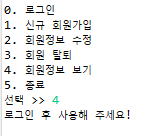 0. 로그인
1. 신규 회원가입
2. 회원정보 수정
3. 회원 탈퇴
4. 회원정보 보기
5. 종료
선택 >> 4
로그인 후 사용해 주세요!